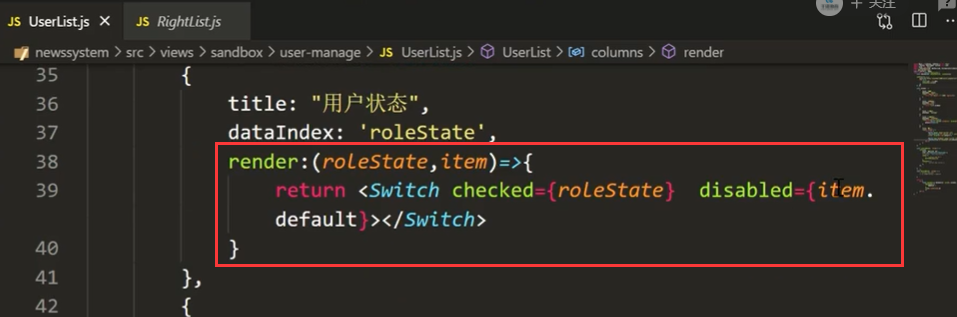 JS UserList.js ×
JS RightList.js
+ 关注
newssystem > src > views > sandbox > user-manage > JS UserList.js > UserList > columns > render
35 {
36 title: "用户状态",
37 dataIndex: 'roleState',
38 render:(roleState,item)=>{
39 return <Switch checked={roleState}  disabled={item.
default}></Switch>
40 }
41 },
42 {